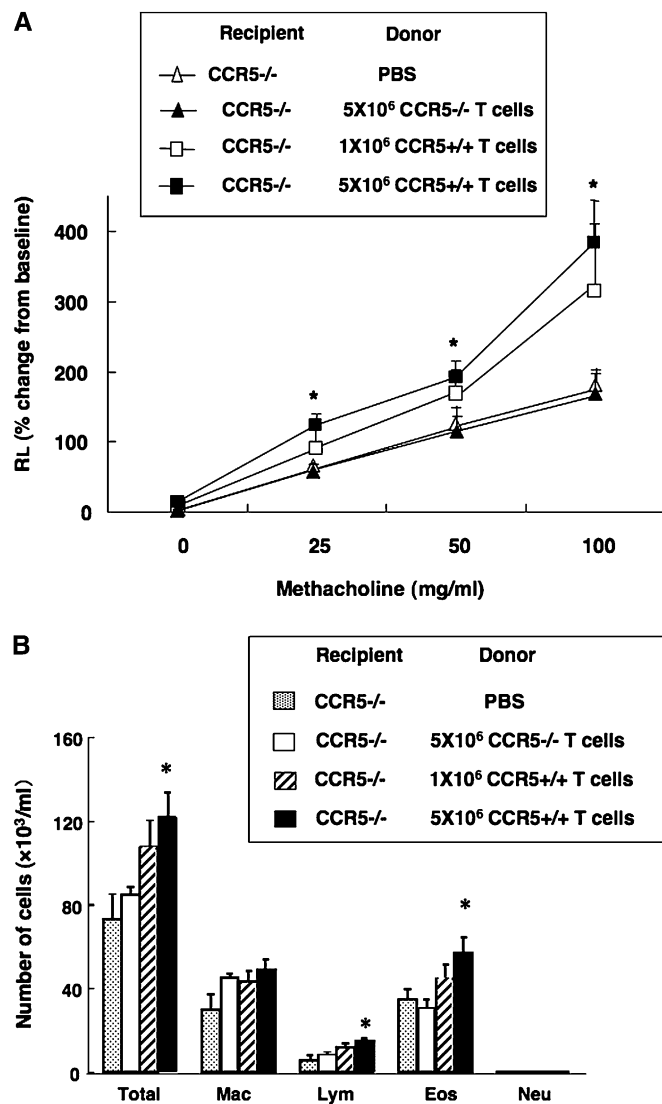 A
Recipient Donor
CCR5-/- PBS
CCR5-/- 5X10⁶ CCR5-/- T cells
CCR5-/- 1X10⁶ CCR5+/+ T cells
CCR5-/- 5X10⁶ CCR5+/+ T cells
RL (% change from baseline)
400
300
200
100
0
*
*
*
0 25 50 100
Methacholine (mg/ml)
B
Recipient Donor
CCR5-/- PBS
CCR5-/- 5X10⁶ CCR5-/- T cells
CCR5-/- 1X10⁶ CCR5+/+ T cells
CCR5-/- 5X10⁶ CCR5+/+ T cells
Number of cells (×10³/ml)
160
120
80
40
0
*
*
*
Total Mac Lym Eos Neu